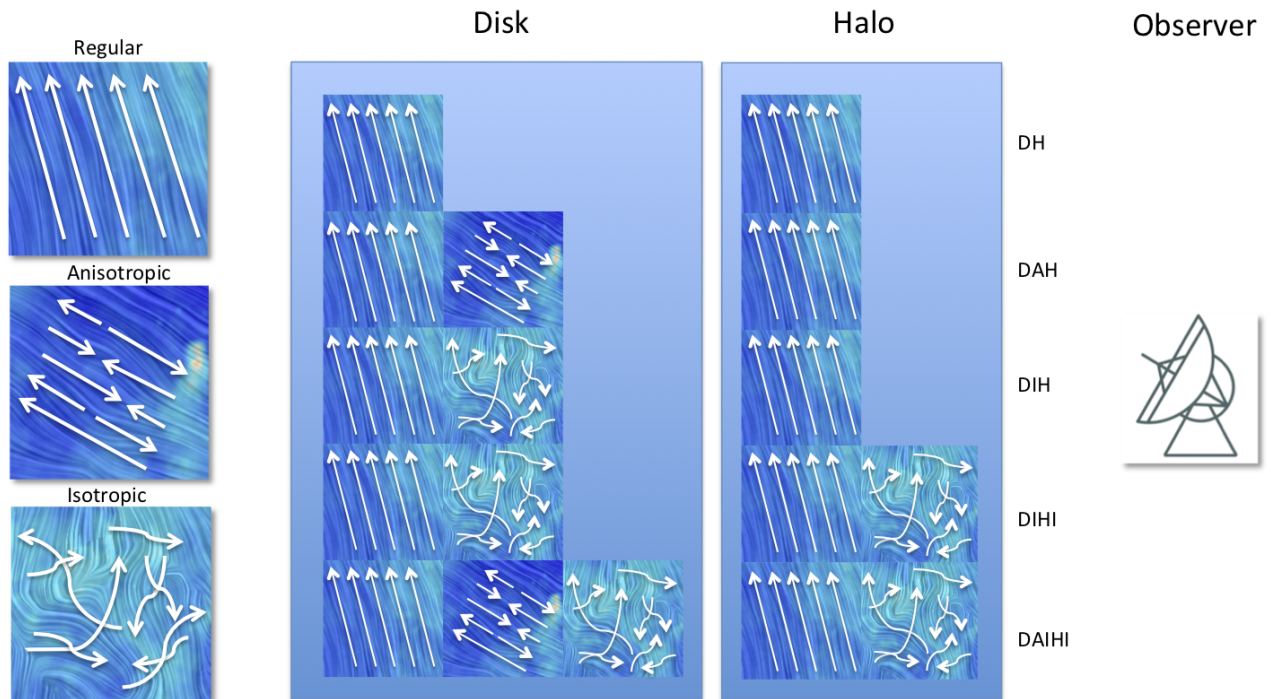 Disk
Halo
Observer
Regular
Anisotropic
Isotropic
DH
DAH
DIH
DIHI
DAIHI